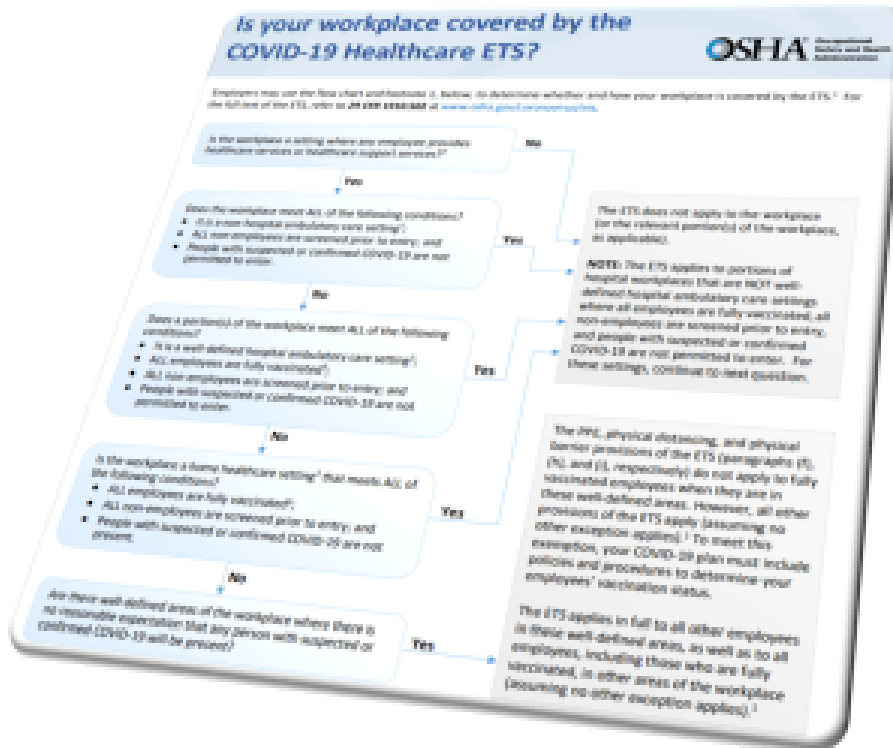 Is your workplace covered by the
COVID-19 Healthcare ETS?
OSHA
Occupational
Safety and Health
Administration
Employers may use the flow chart and footnote 1, below, to determine whether and how your workplace is covered by the ETS.¹ For
the full text of the ETS, refer to 29 CFR 1910.502 at
Is the workplace a setting where any employee provides
healthcare services or healthcare support services?
No
Yes
Does the workplace meet ALL of the following conditions?
• It is a non-hospital ambulatory care setting;
• ALL non-employees are screened prior to entry; and
• People with suspected or confirmed COVID-19 are not
permitted to enter.
Yes
No
Does a portion(s) of the workplace meet ALL of the following
conditions?
• Is is a well-defined hospital ambulatory care setting;
• ALL employees are fully vaccinated;
• ALL non-employees are screened prior to entry; and
• People with suspected or confirmed COVID-19 are not
permitted to enter.
Yes
No
Is the workplace a home healthcare setting that meets ALL of
the following conditions?
• ALL employees are fully vaccinated;
• ALL non-employees are screened prior to entry; and
• People with suspected or confirmed COVID-19 are not
present.
Yes
No
Are there well-defined areas of the workplace where there is
no reasonable expectation that any person with suspected or
confirmed COVID-19 will be present?
Yes
The ETS does not apply to the workplace
(or the relevant portion(s) of the workplace,
as applicable).
NOTE: The ETS applies to portions of
hospital workplaces that are NOT well-
defined hospital ambulatory care settings
where all employees are fully vaccinated, all
non-employees are screened prior to entry,
and people with suspected or confirmed
COVID-19 are not permitted to enter. For
these settings, continue to next question.
The PPE, physical distancing, and physical
barrier provisions of the ETS (paragraphs (f),
(h), and (i), respectively) do not apply to fully
vaccinated employees when they are in
these well-defined areas. However, all other
provisions of the ETS apply (assuming no
other exception applies).¹ To meet this
exemption, your COVID-19 plan must include
policies and procedures to determine your
employees' vaccination status.
The ETS applies in full to all other employees
in these well-defined areas, as well as to all
employees, including those who are fully
vaccinated, in other areas of the workplace
(assuming no other exception applies).¹